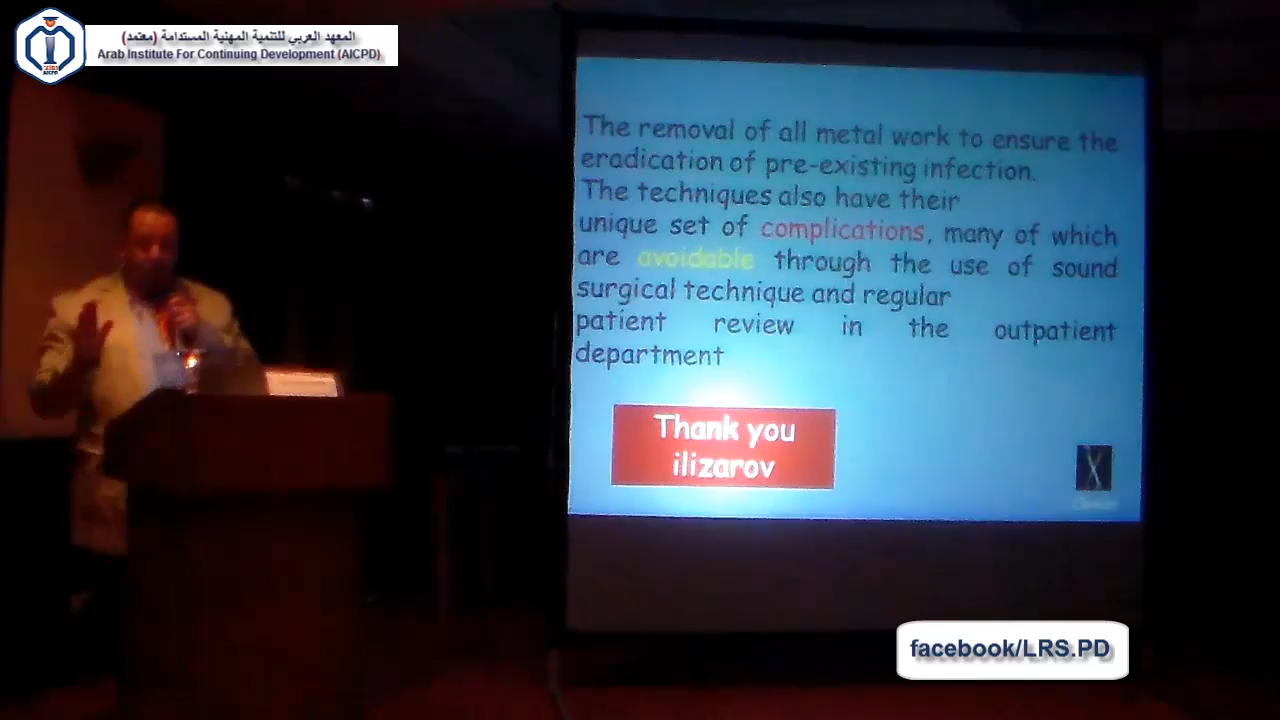 المعهد العربي للتنمية المهنية المستدامة (معتمد)
Arab Institute For Continuing Development (AICPD)
AICPD
The removal of all metal work to ensure the
eradication of pre-existing infection.
The techniques also have their
unique set of complications, many of which
are avoidable through the use of sound
surgical technique and regular
patient review in the outpatient
department
Thank you
ilizarov
facebook/LRS.PD